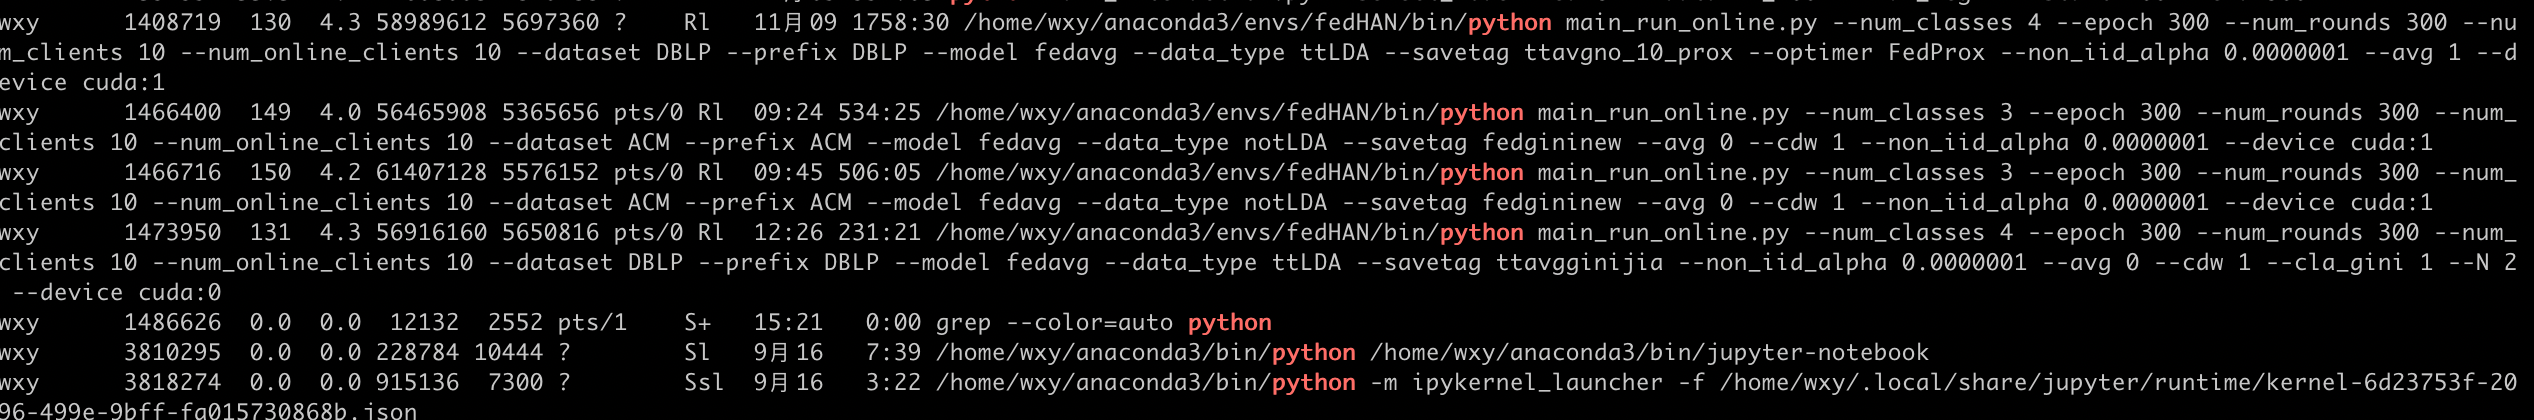 python
wxy 1408719 130 4.3 58989612 5697360 ? Rl 11月09 1758:30 /home/wxy/anaconda3/envs/fedHAN/bin/python main_run_online.py --num_classes 4 --epoch 300 --num_rounds 300 --nu
m_clients 10 --num_online_clients 10 --dataset DBLP --prefix DBLP --model fedavg --data_type ttLDA --savetag ttavgno_10_prox --optimer FedProx --non_iid_alpha 0.0000001 --avg 1 --d
evice cuda:1
wxy 1466400 149 4.0 56465908 5365656 pts/0 Rl 09:24 534:25 /home/wxy/anaconda3/envs/fedHAN/bin/python main_run_online.py --num_classes 3 --epoch 300 --num_rounds 300 --num_
clients 10 --num_online_clients 10 --dataset ACM --prefix ACM --model fedavg --data_type notLDA --savetag fedgininew --avg 0 --cdw 1 --non_iid_alpha 0.0000001 --device cuda:1
wxy 1466716 150 4.2 61407128 5576152 pts/0 Rl 09:45 506:05 /home/wxy/anaconda3/envs/fedHAN/bin/python main_run_online.py --num_classes 3 --epoch 300 --num_rounds 300 --num_
clients 10 --num_online_clients 10 --dataset ACM --prefix ACM --model fedavg --data_type notLDA --savetag fedgininew --avg 0 --cdw 1 --non_iid_alpha 0.0000001 --device cuda:1
wxy 1473950 131 4.3 56916160 5650816 pts/0 Rl 12:26 231:21 /home/wxy/anaconda3/envs/fedHAN/bin/python main_run_online.py --num_classes 4 --epoch 300 --num_rounds 300 --num_
clients 10 --num_online_clients 10 --dataset DBLP --prefix DBLP --model fedavg --data_type ttLDA --savetag ttavgginijia --non_iid_alpha 0.0000001 --avg 0 --cdw 1 --cla_gini 1 --N 2
--device cuda:0
wxy 1486626 0.0 0.0 12132 2552 pts/1 S+ 15:21 0:00 grep --color=auto python
wxy 3810295 0.0 0.0 228784 10444 ? Sl 9月16 7:39 /home/wxy/anaconda3/bin/python /home/wxy/anaconda3/bin/jupyter-notebook
wxy 3818274 0.0 0.0 915136 7300 ? Ssl 9月16 3:22 /home/wxy/anaconda3/bin/python -m ipykernel_launcher -f /home/wxy/.local/share/jupyter/runtime/kernel-6d23753f-20
96-499e-9bff-fa015730868b.json